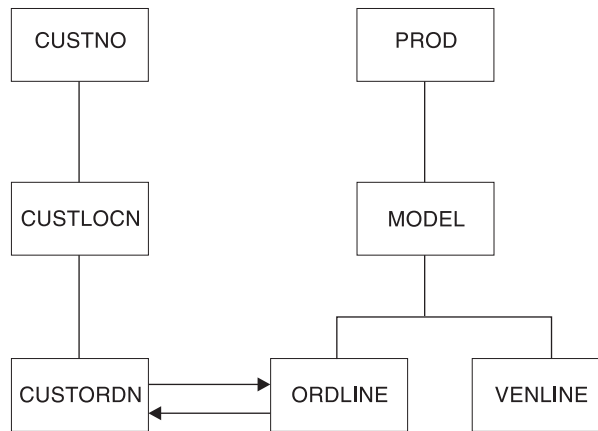 CUSTNO
PROD
CUSTLOCN
MODEL
CUSTORDN
ORDLINE
VENLINE